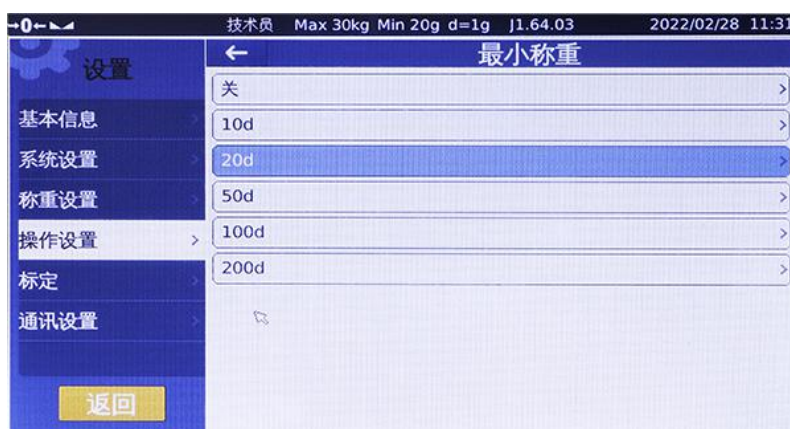 →0← 技术员 Max 30kg Min 20g d=1g J1.64.03 2022/02/28 11:31
设置
← 最小称重
关 >
基本信息 >
10d >
系统设置 >
20d >
称重设置 >
50d >
操作设置 >
100d >
标定 >
200d >
通讯设置 >
返回